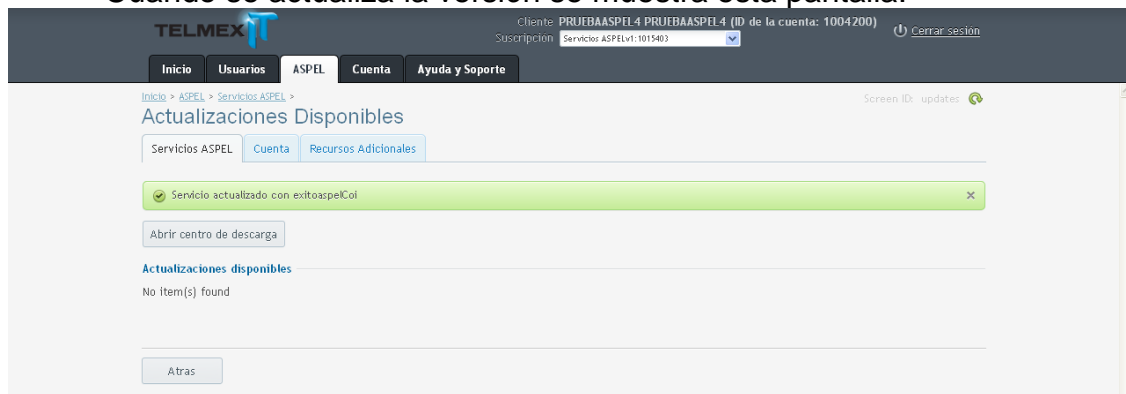 Cuando se actualiza la versión se muestra esta pantalla:
TELMEX IT
Cliente PRUEBAASPEL4 PRUEBAASPEL4 (ID de la cuenta: 1004200)
Suscripción Servicios ASPELv1:1015403
Cerrar sesión
Inicio Usuarios ASPEL Cuenta Ayuda y Soporte
Inicio > ASPEL > Servicios ASPEL >
Screen ID: updates
Actualizaciones Disponibles
Servicios ASPEL Cuenta Recursos Adicionales
Servicio actualizado con exitoaspelCoi
Abrir centro de descarga
Actualizaciones disponibles
No item(s) found
Atras